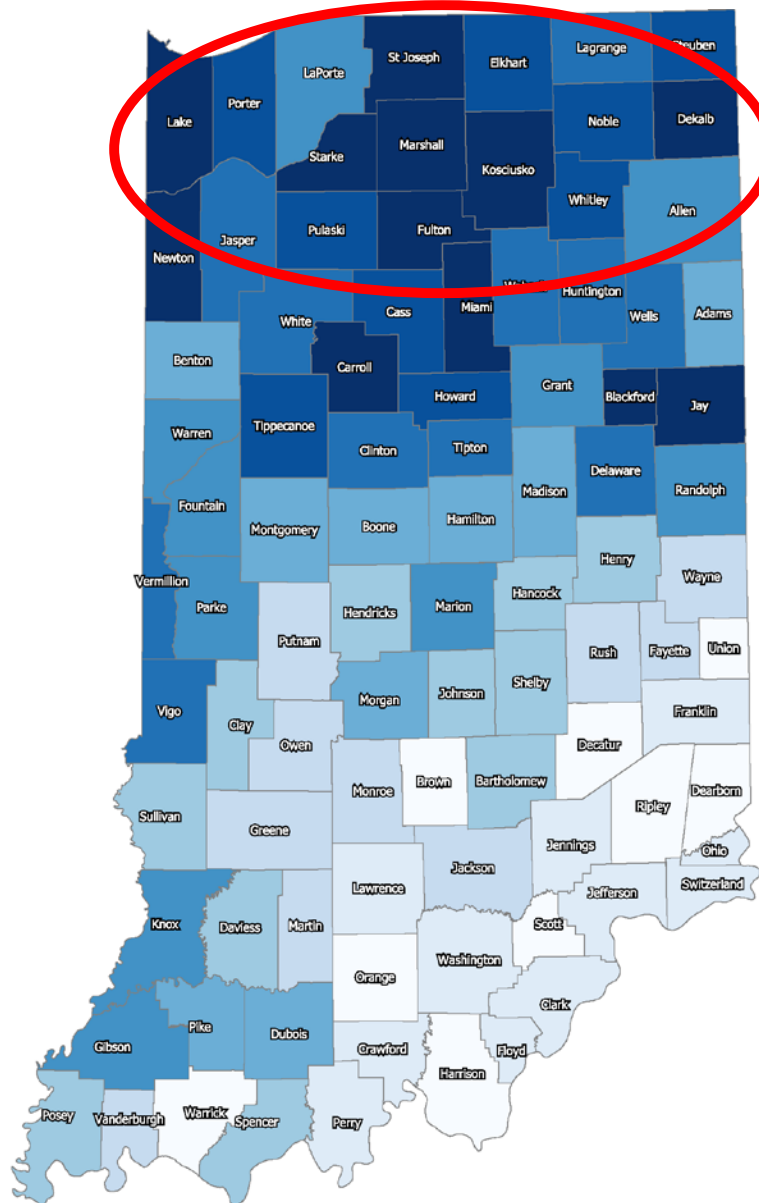 St Joseph
Elkhart
Lagrange
Steuben
LaPorte
Porter
Lake
Noble
Dekalb
Starke
Marshall
Kosciusko
Whitley
Allen
Pulaski
Fulton
Jasper
Newton
Miami
Huntington
White
Cass
Wells
Adams
Benton
Carroll
Grant
Howard
Blackford
Jay
Warren
Tippecanoe
Clinton
Tipton
Delaware
Madison
Randolph
Fountain
Montgomery
Boone
Hamilton
Henry
Wayne
Vermillion
Parke
Hendricks
Marion
Hancock
Putnam
Rush
Fayette
Union
Vigo
Morgan
Johnson
Shelby
Clay
Owen
Franklin
Decatur
Monroe
Brown
Bartholomew
Ripley
Dearborn
Sullivan
Greene
Jennings
Ohio
Jackson
Lawrence
Jefferson
Switzerland
Knox
Daviess
Martin
Scott
Orange
Washington
Clark
Gibson
Pike
Dubois
Crawford
Floyd
Harrison
Posey
Vanderburgh
Warrick
Spencer
Perry